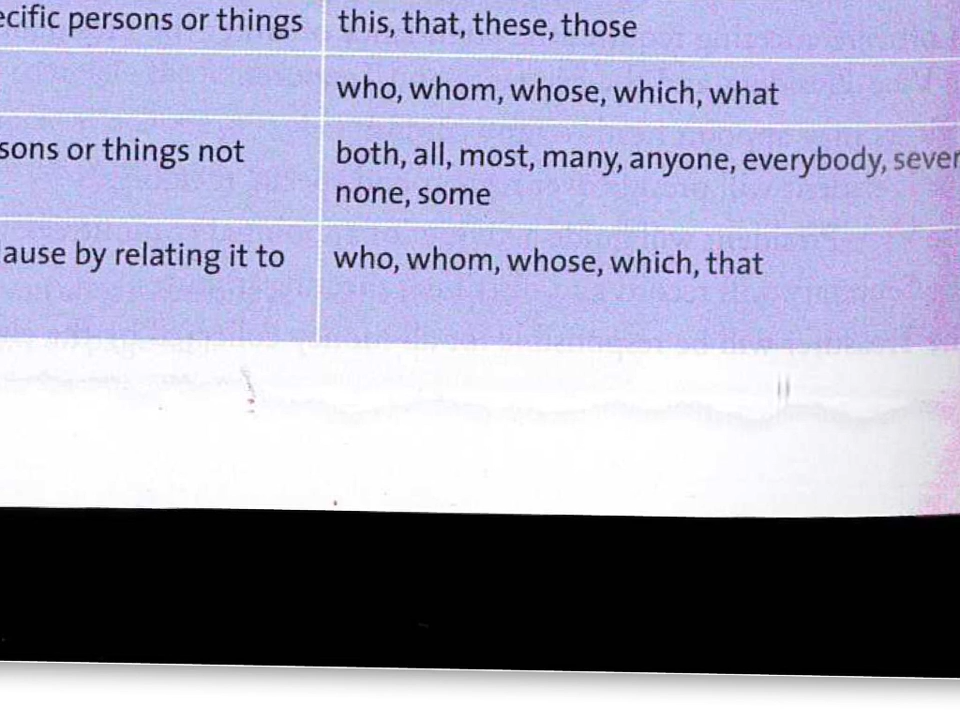 ecific persons or things this, that, these, those
who, whom, whose, which, what
sons or things not both, all, most, many, anyone, everybody, sever
none, some
lause by relating it to who, whom, whose, which, that